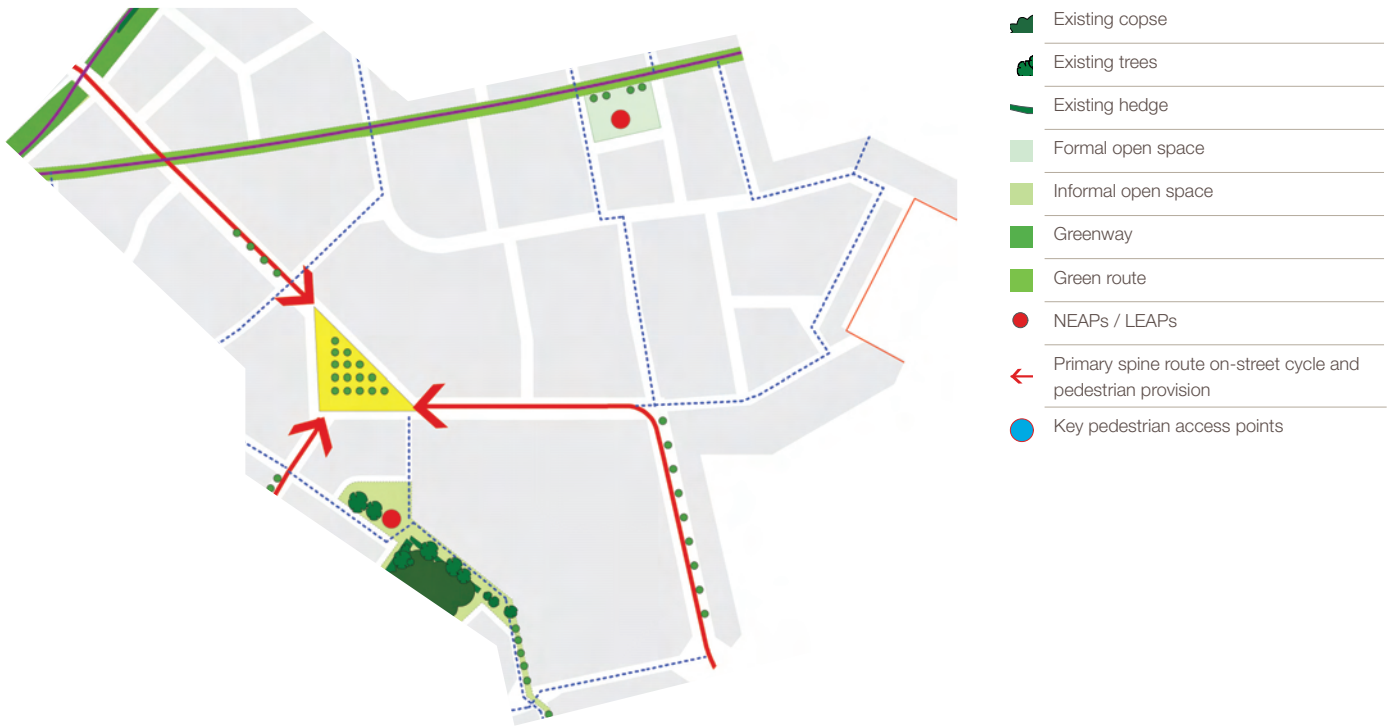 Existing copse
Existing trees
Existing hedge
Formal open space
Informal open space
Greenway
Green route
NEAPs / LEAPs
Primary spine route on-street cycle and
pedestrian provision
Key pedestrian access points